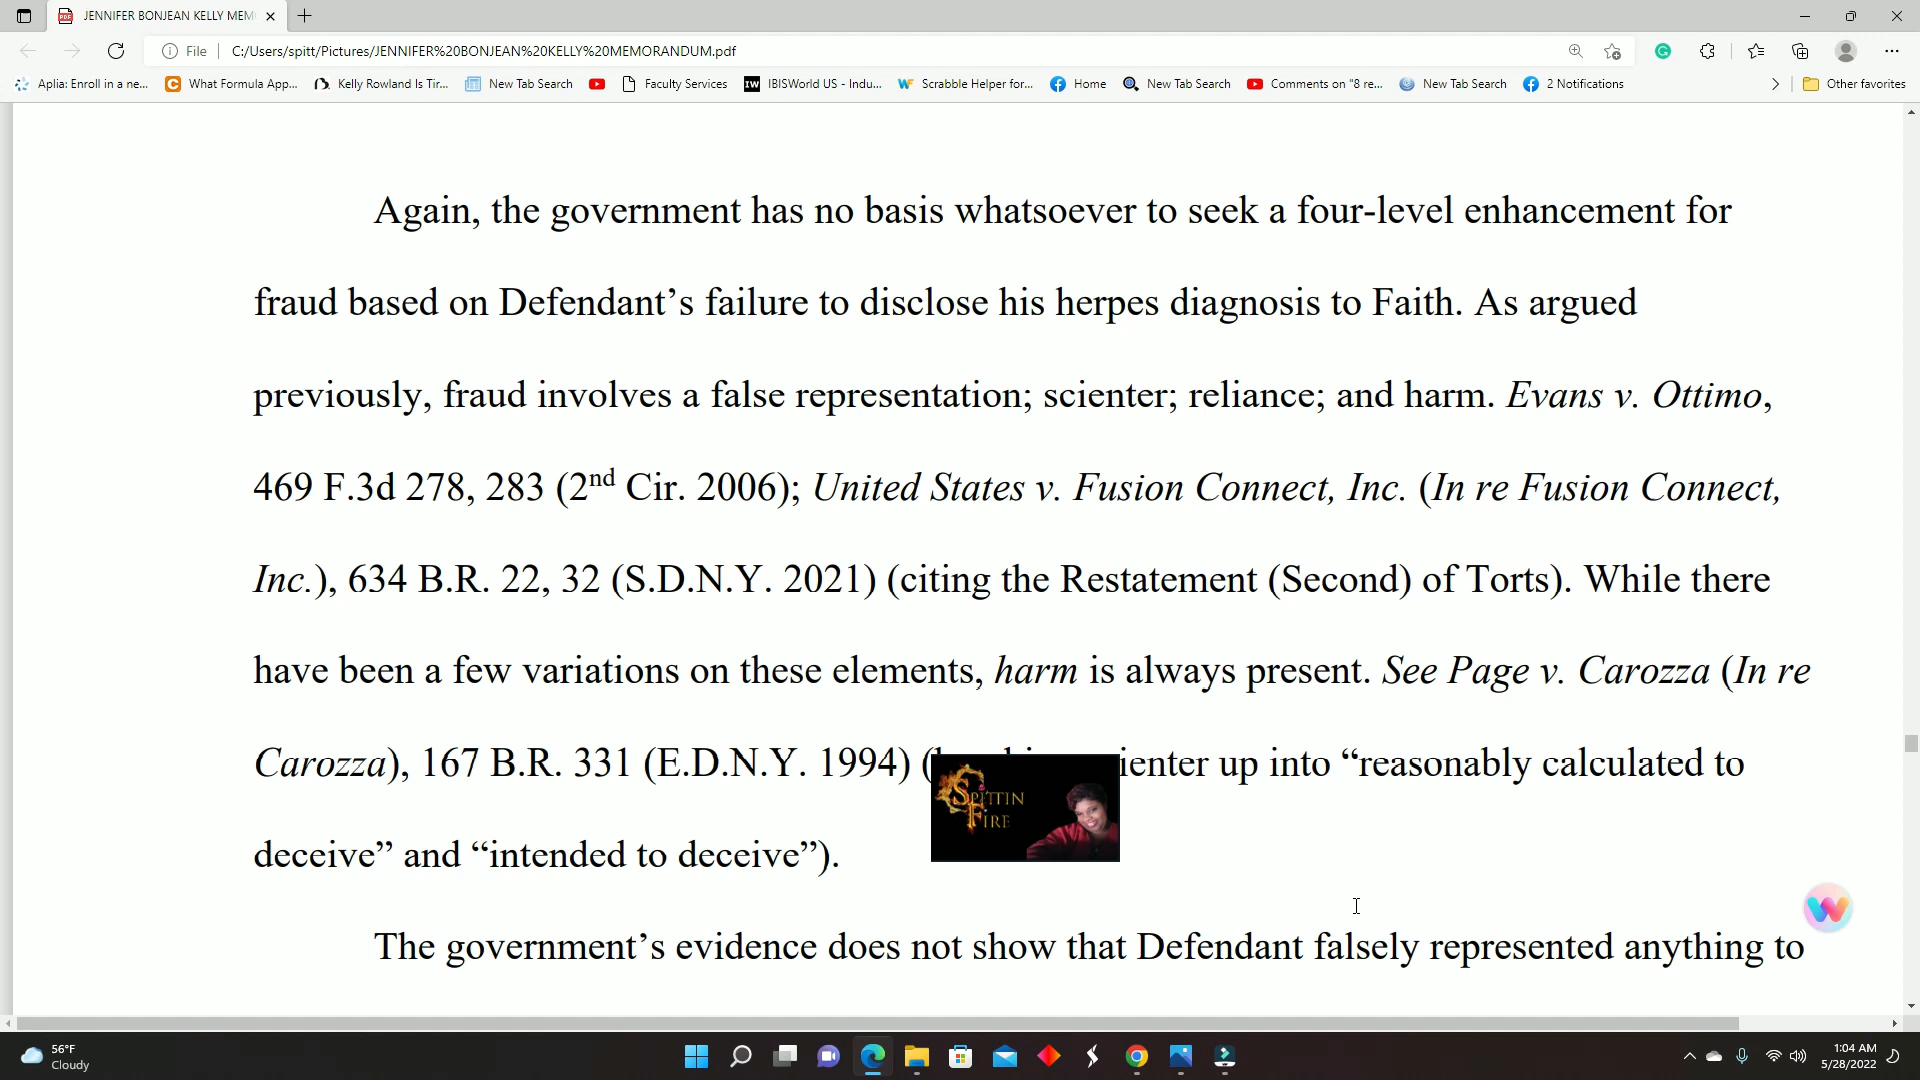 JENNIFER BONJEAN KELLY MEM
File
C:/Users/spitt/Pictures/JENNIFER%20BONJEAN%20KELLY%20MEMORANDUM.pdf
Aplia: Enroll in a ne... What Formula App... Kelly Rowland Is Tir... New Tab Search Faculty Services IW IBISWorld US - Indu... WF Scrabble Helper for... Home New Tab Search Comments on "8 re... New Tab Search 2 Notifications Other favorites
Again, the government has no basis whatsoever to seek a four-level enhancement for
fraud based on Defendant’s failure to disclose his herpes diagnosis to Faith. As argued
previously, fraud involves a false representation; scienter; reliance; and harm. Evans v. Ottimo,
469 F.3d 278, 283 (2nd Cir. 2006); United States v. Fusion Connect, Inc. (In re Fusion Connect,
Inc.), 634 B.R. 22, 32 (S.D.N.Y. 2021) (citing the Restatement (Second) of Torts). While there
have been a few variations on these elements, harm is always present. See Page v. Carozza (In re
Carozza), 167 B.R. 331 (E.D.N.Y. 1994) ( ienter up into “reasonably calculated to
SPITTIN
FIRE
deceive” and “intended to deceive”).
The government’s evidence does not show that Defendant falsely represented anything to
56°F
Cloudy
1:04 AM
5/28/2022